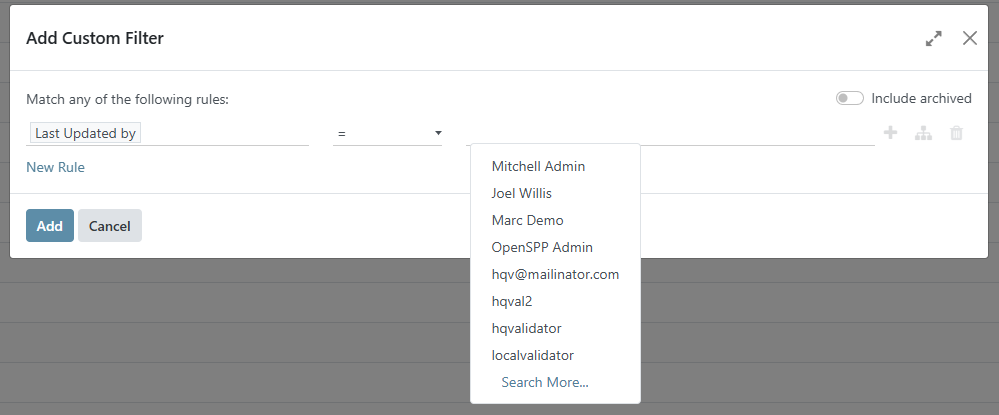 Add Custom Filter
Match any of the following rules:
Include archived
Last Updated by
=
New Rule
Mitchell Admin
Joel Willis
Marc Demo
OpenSPP Admin
hqv@mailinator.com
hqval2
hqvalidator
localvalidator
Search More...
Add
Cancel